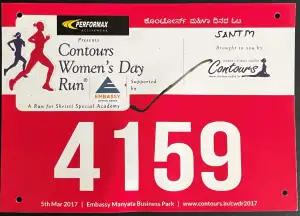 PERFORMAX
ACTIVEWEAR
Presents
Contours
Women's Day
Run®
Supported
by
EMBASSY
A Run for Shristi Special Academy
ಕಂಟೋರ್ಸ್ ಮಹಿಳಾ ದಿನದ ಓಟ
SANTM
Brought to you by
Contours
4159
5th Mar 2017 | Embassy Manyata Business Park | www.contours.in/cwdr2017